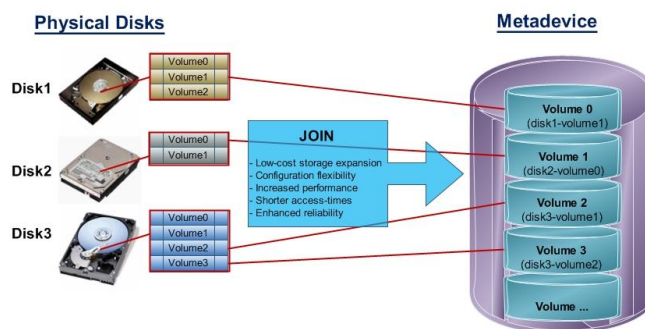 Physical Disks
Metadevice
Disk1
Volume0
Volume1
Volume2
Disk2
Volume0
Volume1
Disk3
Volume0
Volume1
Volume2
Volume3
JOIN
- Low-cost storage expansion
- Configuration flexibility
- Increased performance
- Shorter access-times
- Enhanced reliability
Volume 0
(disk1-volume1)
Volume 1
(disk2-volume0)
Volume 2
(disk3-volume1)
Volume 3
(disk3-volume2)
Volume ...